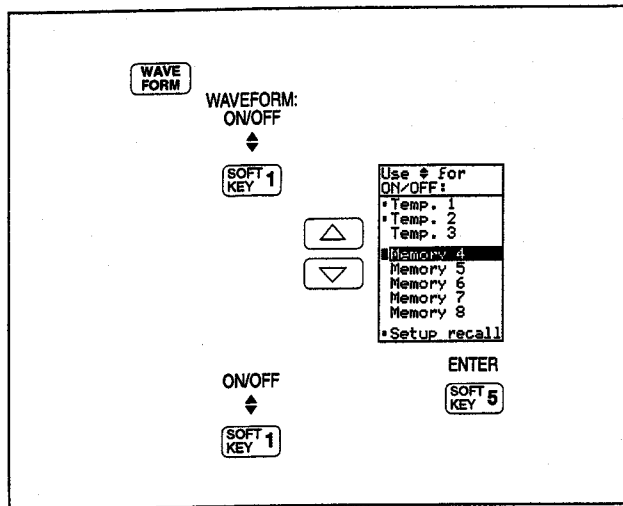 WAVE
FORM
WAVEFORM:
ON/OFF
SOFT
KEY 1
Use ♦ for
ON/OFF:
▪Temp. 1
▪Temp. 2
Temp. 3
Memory 4
Memory 5
Memory 6
Memory 7
Memory 8
▪Setup recall
ENTER
SOFT
KEY 5
ON/OFF
SOFT
KEY 1